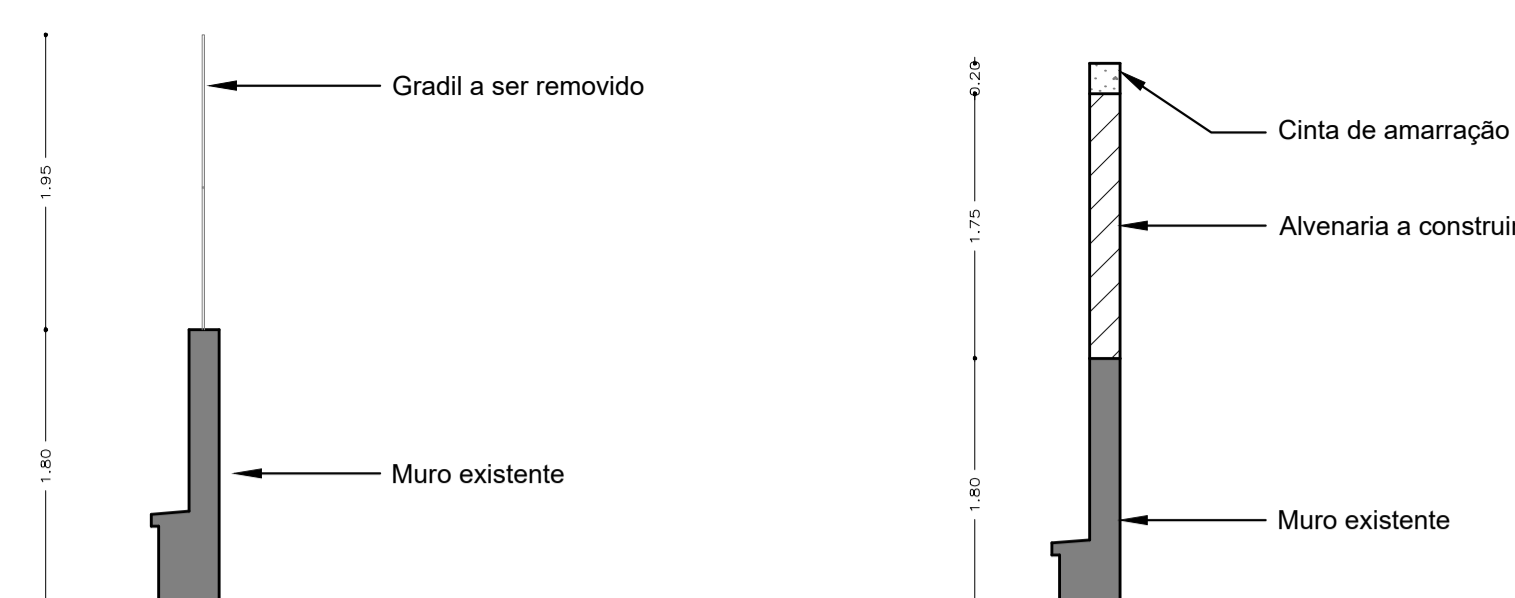 Gradil a ser removido
1.95
1.80
Muro existente
0.20
Cinta de amarração
1.75
Alvenaria a construir
1.80
Muro existente